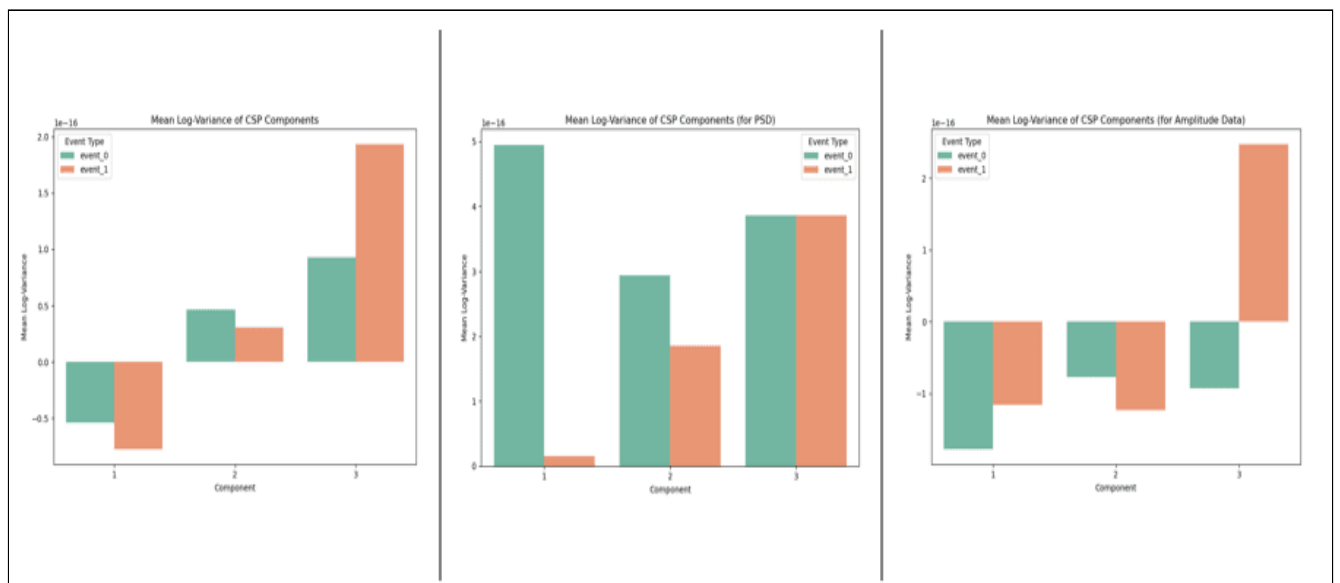 Mean Log-Variance of CSP Components
1e−16
Event Type
event_0
event_1
2.0
1.5
1.0
0.5
0.0
−0.5
Mean Log-Variance
1 2 3
Component
Mean Log-Variance of CSP Components (for PSD)
1e−16
Event Type
event_0
event_1
5
4
3
2
1
0
Mean Log-Variance
1 2 3
Component
Mean Log-Variance of CSP Components (for Amplitude Data)
1e−16
Event Type
event_0
event_1
2
1
0
−1
Mean Log-Variance
1 2 3
Component